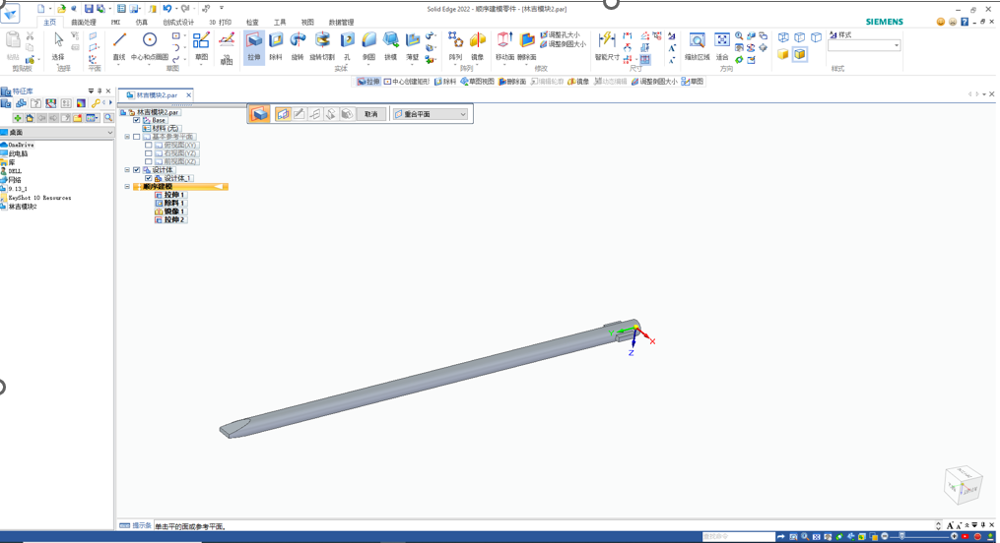 Solid Edge 2022 - 顺序建模零件 - [林吉模块2.par]
主页 曲面处理 PMI 仿真 创成式设计 3D 打印 检查 工具 视图 数据管理
SIEMENS
粘贴 选择 直线 中心和点画圆 草图 3D 草图 拉伸 除料 旋转 旋转切割 孔 倒圆 拔模 薄壁 阵列 镜像 移动面 删除面 调整孔大小 智能尺寸 缩动区域 适合 样式
调整倒圆大小
剪贴板 选择 平面 草图 实体 阵列 修改 尺寸 方向 样式
拉伸 中心创建矩形 除料 草图视图 删除面 编辑轮廓 镜像 动态编辑 调整倒圆大小 草图
特征库
林吉模块2.par
取消 重合平面
桌面
OneDrive
此电脑
库
DELL
网络
9.13_1
KeyShot 10 Resources
林吉模块2
林吉模块2.par
Base
材料 (无)
基本参考平面
俯视图(XY)
右视图(YZ)
前视图(XZ)
设计体
设计体_1
顺序建模
拉伸 1
除料 1
镜像 1
拉伸 2
Y
X
Z
提示条 单击平的面或参考平面。
查找命令